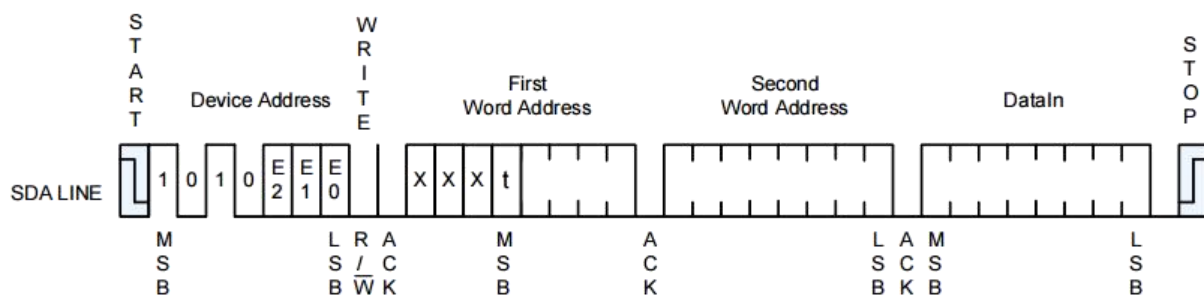 START
WRITE
STOP
Device Address
First
Word Address
Second
Word Address
DataIn
SDA LINE
1 0 1 0 E2 E1 E0 X X X t
MSB
LSB
R/W
ACK
MSB
ACK
LSB
ACK
MSB
LSB